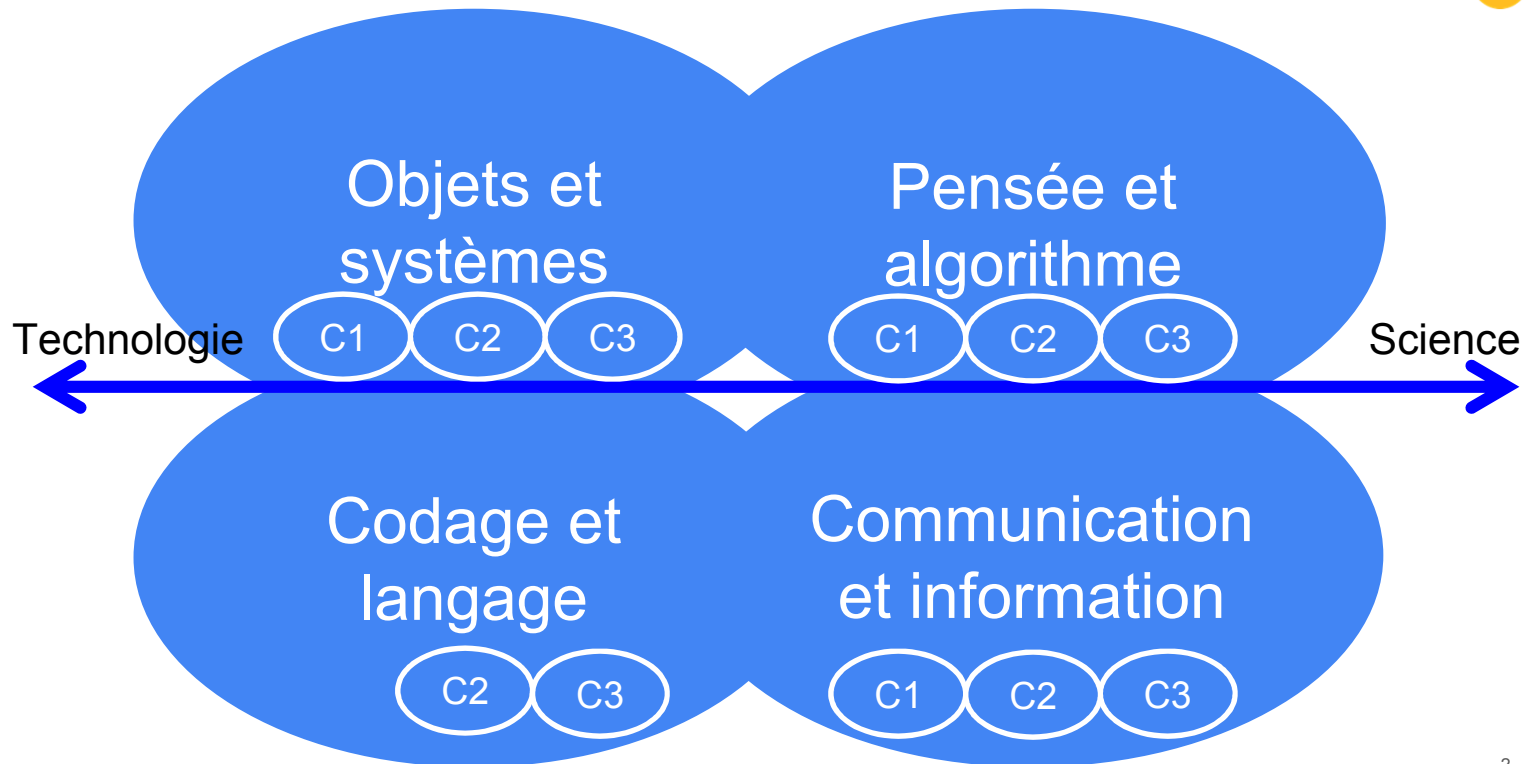 Objets et
systèmes
C1 C2 C3
Pensée et
algorithme
C1 C2 C3
Technologie
Science
Codage et
langage
C2 C3
Communication
et information
C1 C2 C3